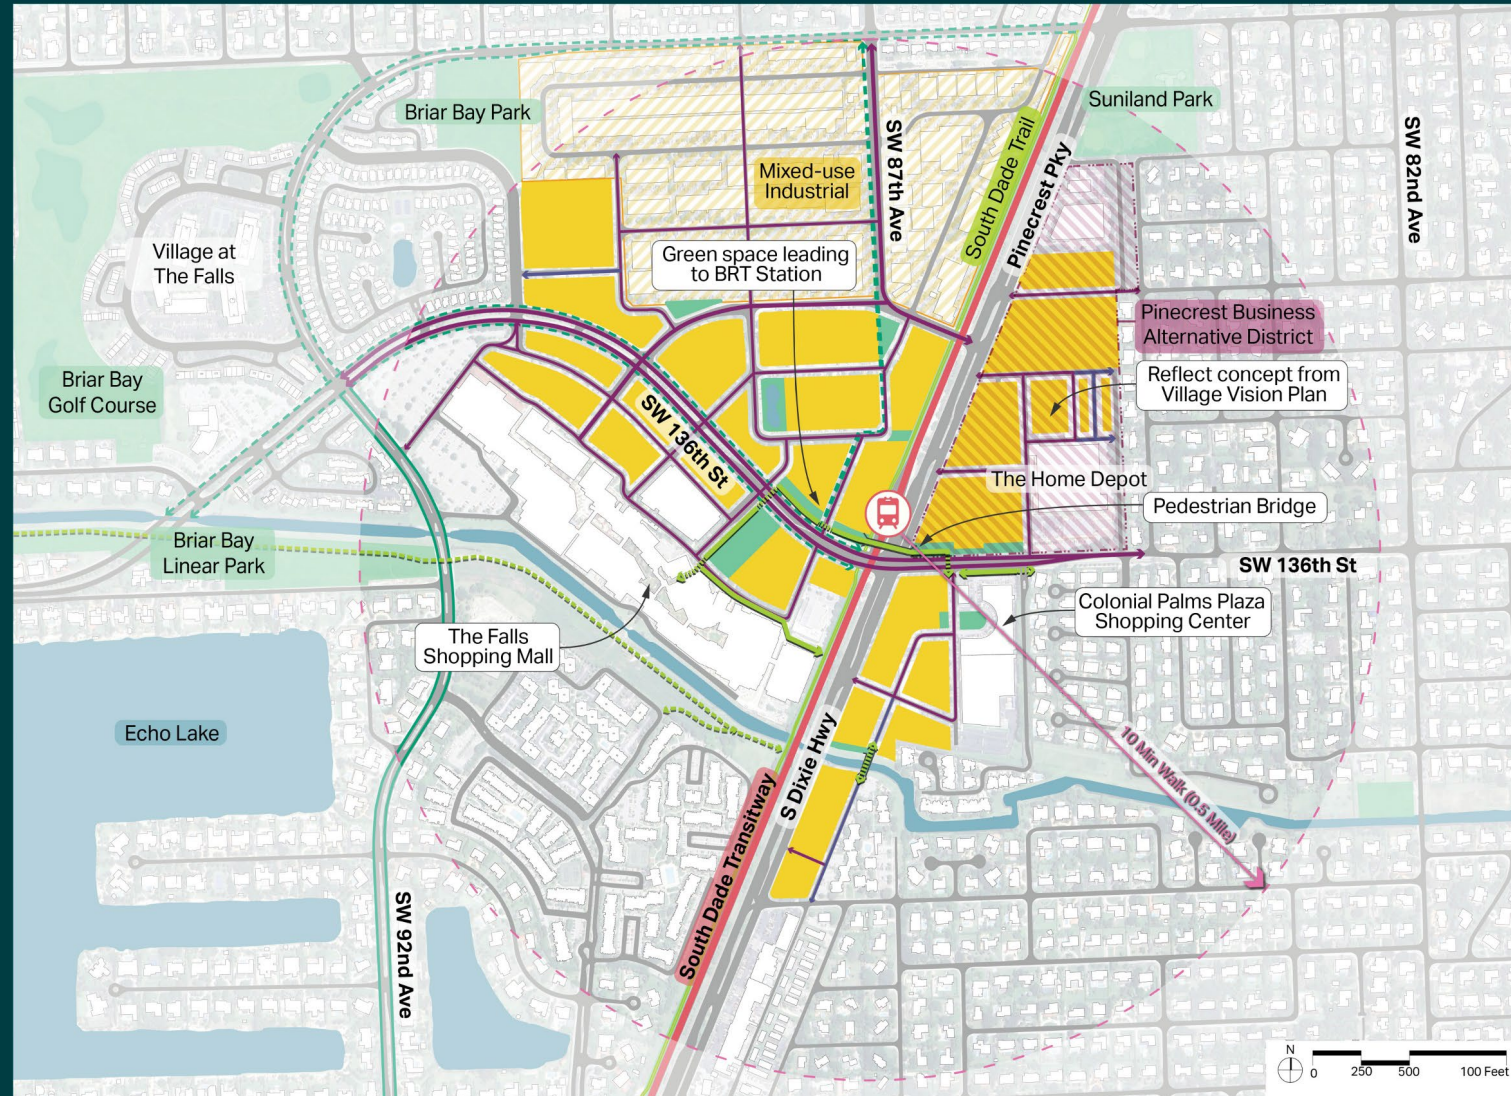 Briar Bay Park
Suniland Park
SW 87th Ave
SW 82nd Ave
South Dade Trail
Pinecrest Pky
Mixed-use
Industrial
Village at
The Falls
Green space leading
to BRT Station
Pinecrest Business
Alternative District
Reflect concept from
Village Vision Plan
Briar Bay
Golf Course
SW 136th St
The Home Depot
Pedestrian Bridge
Briar Bay
Linear Park
SW 136th St
Colonial Palms Plaza
Shopping Center
The Falls
Shopping Mall
Echo Lake
10 Min Walk (0.5 Mile)
S Dixie Hwy
South Dade Transitway
SW 92nd Ave
N
0 250 500 100 Feet